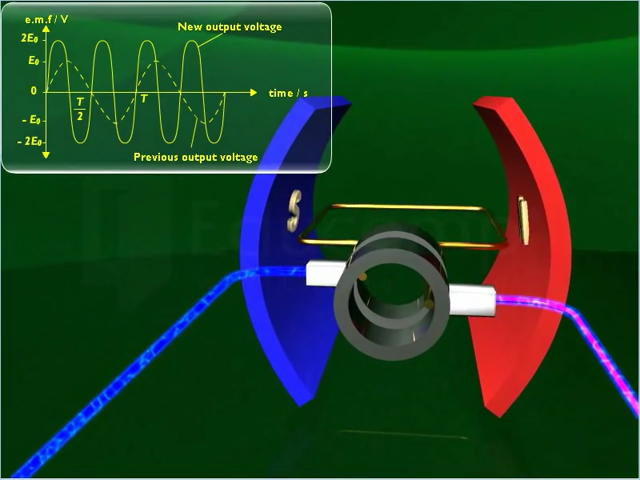 e.m.f / V
New output voltage
2E₀
E₀
0
T/2
T
time / s
- E₀
- 2E₀
Previous output voltage
S